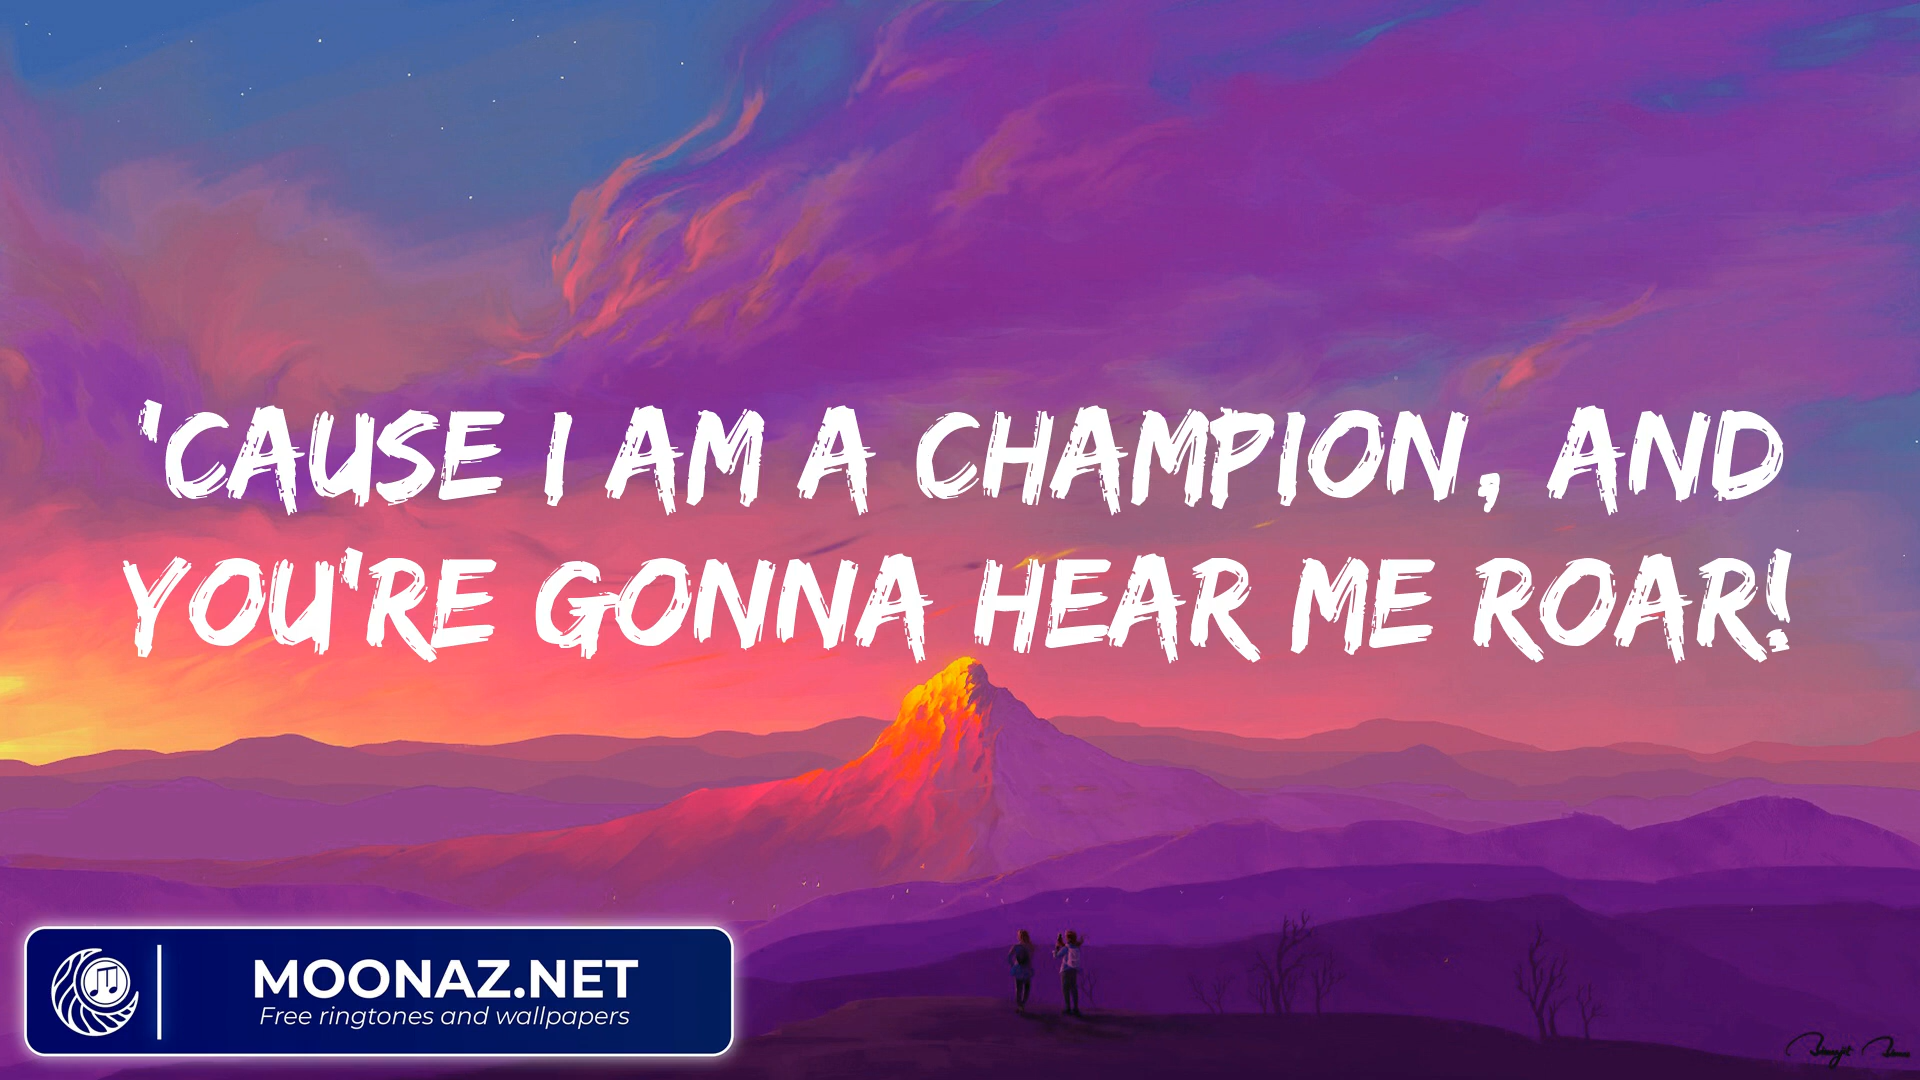 'CAUSE I AM A CHAMPION, AND
YOU'RE GONNA HEAR ME ROAR!
MOONAZ.NET
Free ringtones and wallpapers